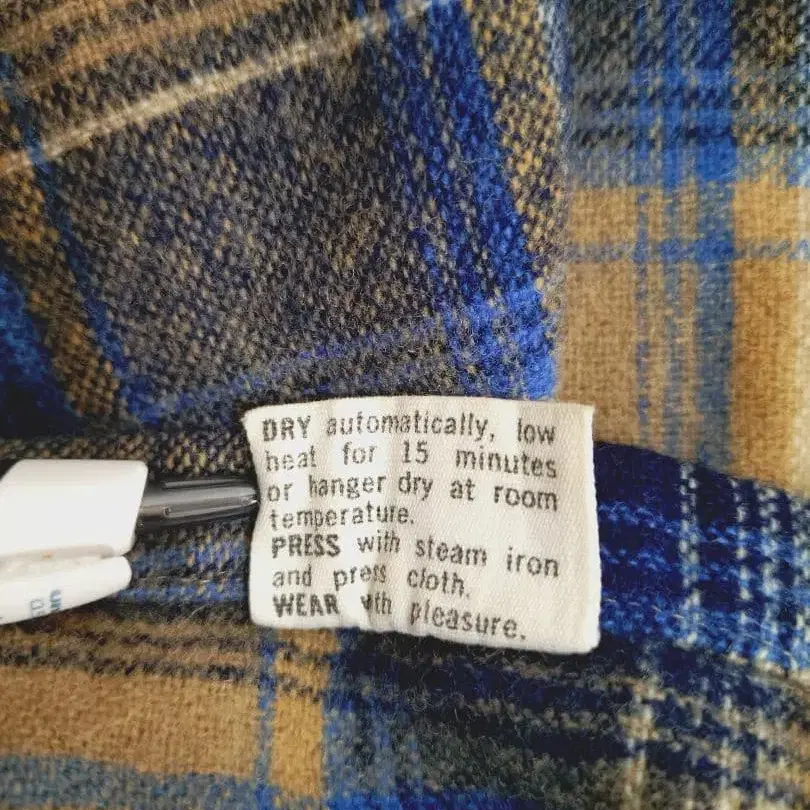 DRY automatically, low
heat for 15 minutes
or hanger dry at room
temperature.
PRESS with steam iron
and press cloth.
WEAR with pleasure.